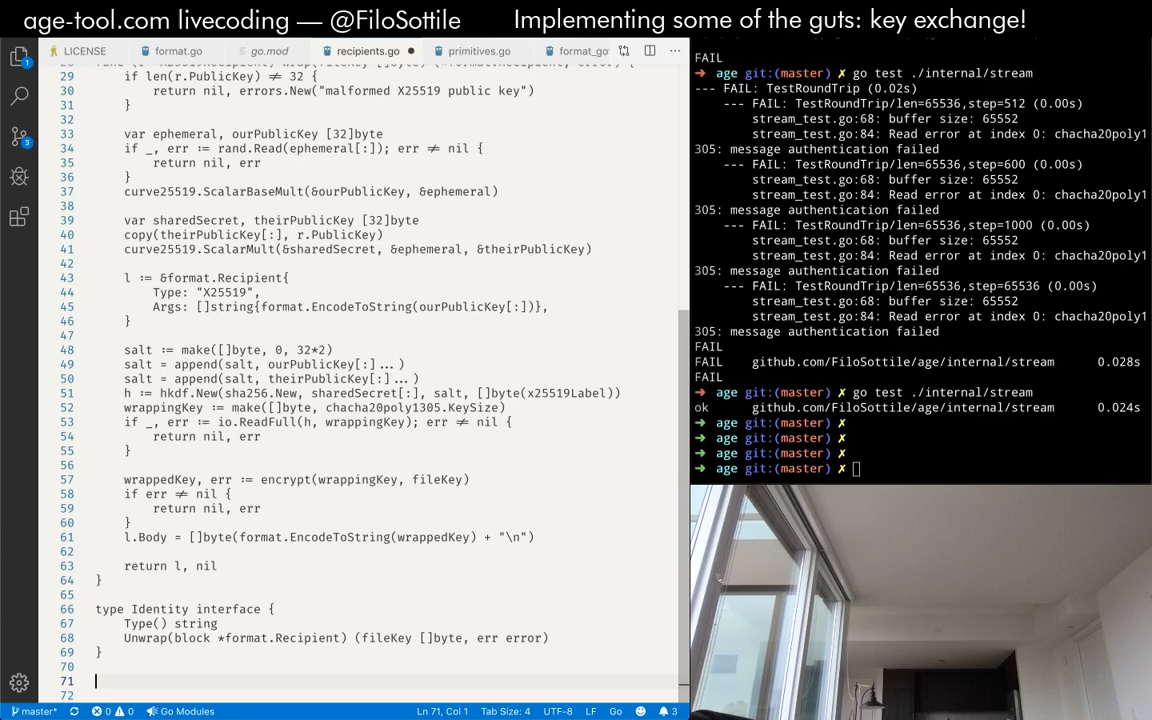 age-tool.com livecoding — @FiloSottile Implementing some of the guts: key exchange!
LICENSE format.go go.mod recipients.go primitives.go format_go
29 if len(r.PublicKey) ≠ 32 {
30 return nil, errors.New("malformed X25519 public key")
31 }
32
33 var ephemeral, ourPublicKey [32]byte
34 if _, err := rand.Read(ephemeral[:]); err ≠ nil {
35 return nil, err
36 }
37 curve25519.ScalarBaseMult(&ourPublicKey, &ephemeral)
38
39 var sharedSecret, theirPublicKey [32]byte
40 copy(theirPublicKey[:], r.PublicKey)
41 curve25519.ScalarMult(&sharedSecret, &ephemeral, &theirPublicKey)
42
43 l := &format.Recipient{
44 Type: "X25519",
45 Args: []string{format.EncodeToString(ourPublicKey[:])},
46 }
47
48 salt := make([]byte, 0, 32*2)
49 salt = append(salt, ourPublicKey[:]...)
50 salt = append(salt, theirPublicKey[:]...)
51 h := hkdf.New(sha256.New, sharedSecret[:], salt, []byte(x25519Label))
52 wrappingKey := make([]byte, chacha20poly1305.KeySize)
53 if _, err := io.ReadFull(h, wrappingKey); err ≠ nil {
54 return nil, err
55 }
56
57 wrappedKey, err := encrypt(wrappingKey, fileKey)
58 if err ≠ nil {
59 return nil, err
60 }
61 l.Body = []byte(format.EncodeToString(wrappedKey) + "\n")
62
63 return l, nil
64 }
65
66 type Identity interface {
67 Type() string
68 Unwrap(block *format.Recipient) (fileKey []byte, err error)
69 }
70
71
72
master* 0 0 Go Modules Ln 71, Col 1 Tab Size: 4 UTF-8 LF Go 3
FAIL
➜ age git:(master) ✗ go test ./internal/stream
--- FAIL: TestRoundTrip (0.02s)
--- FAIL: TestRoundTrip/len=65536,step=512 (0.00s)
stream_test.go:68: buffer size: 65552
stream_test.go:84: Read error at index 0: chacha20poly1
305: message authentication failed
--- FAIL: TestRoundTrip/len=65536,step=600 (0.00s)
stream_test.go:68: buffer size: 65552
stream_test.go:84: Read error at index 0: chacha20poly1
305: message authentication failed
--- FAIL: TestRoundTrip/len=65536,step=1000 (0.00s)
stream_test.go:68: buffer size: 65552
stream_test.go:84: Read error at index 0: chacha20poly1
305: message authentication failed
--- FAIL: TestRoundTrip/len=65536,step=65536 (0.00s)
stream_test.go:68: buffer size: 65552
stream_test.go:84: Read error at index 0: chacha20poly1
305: message authentication failed
FAIL
FAIL github.com/FiloSottile/age/internal/stream 0.028s
FAIL
➜ age git:(master) ✗ go test ./internal/stream
ok github.com/FiloSottile/age/internal/stream 0.024s
➜ age git:(master) ✗
➜ age git:(master) ✗
➜ age git:(master) ✗
➜ age git:(master) ✗